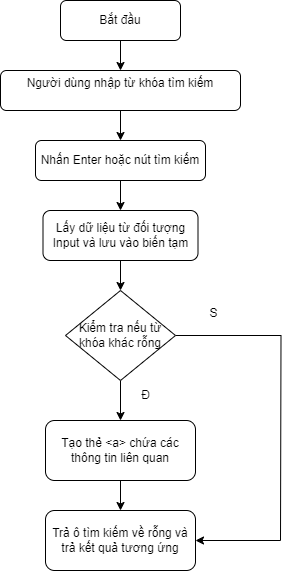 Bắt đầu
Người dùng nhập từ khóa tìm kiếm
Nhấn Enter hoặc nút tìm kiếm
Lấy dữ liệu từ đối tượng
Input và lưu vào biến tạm
Kiểm tra nếu từ
khóa khác rỗng
S
Đ
Tạo thẻ <a> chứa các
thông tin liên quan
Trả ô tìm kiếm về rỗng và
trả kết quả tương ứng